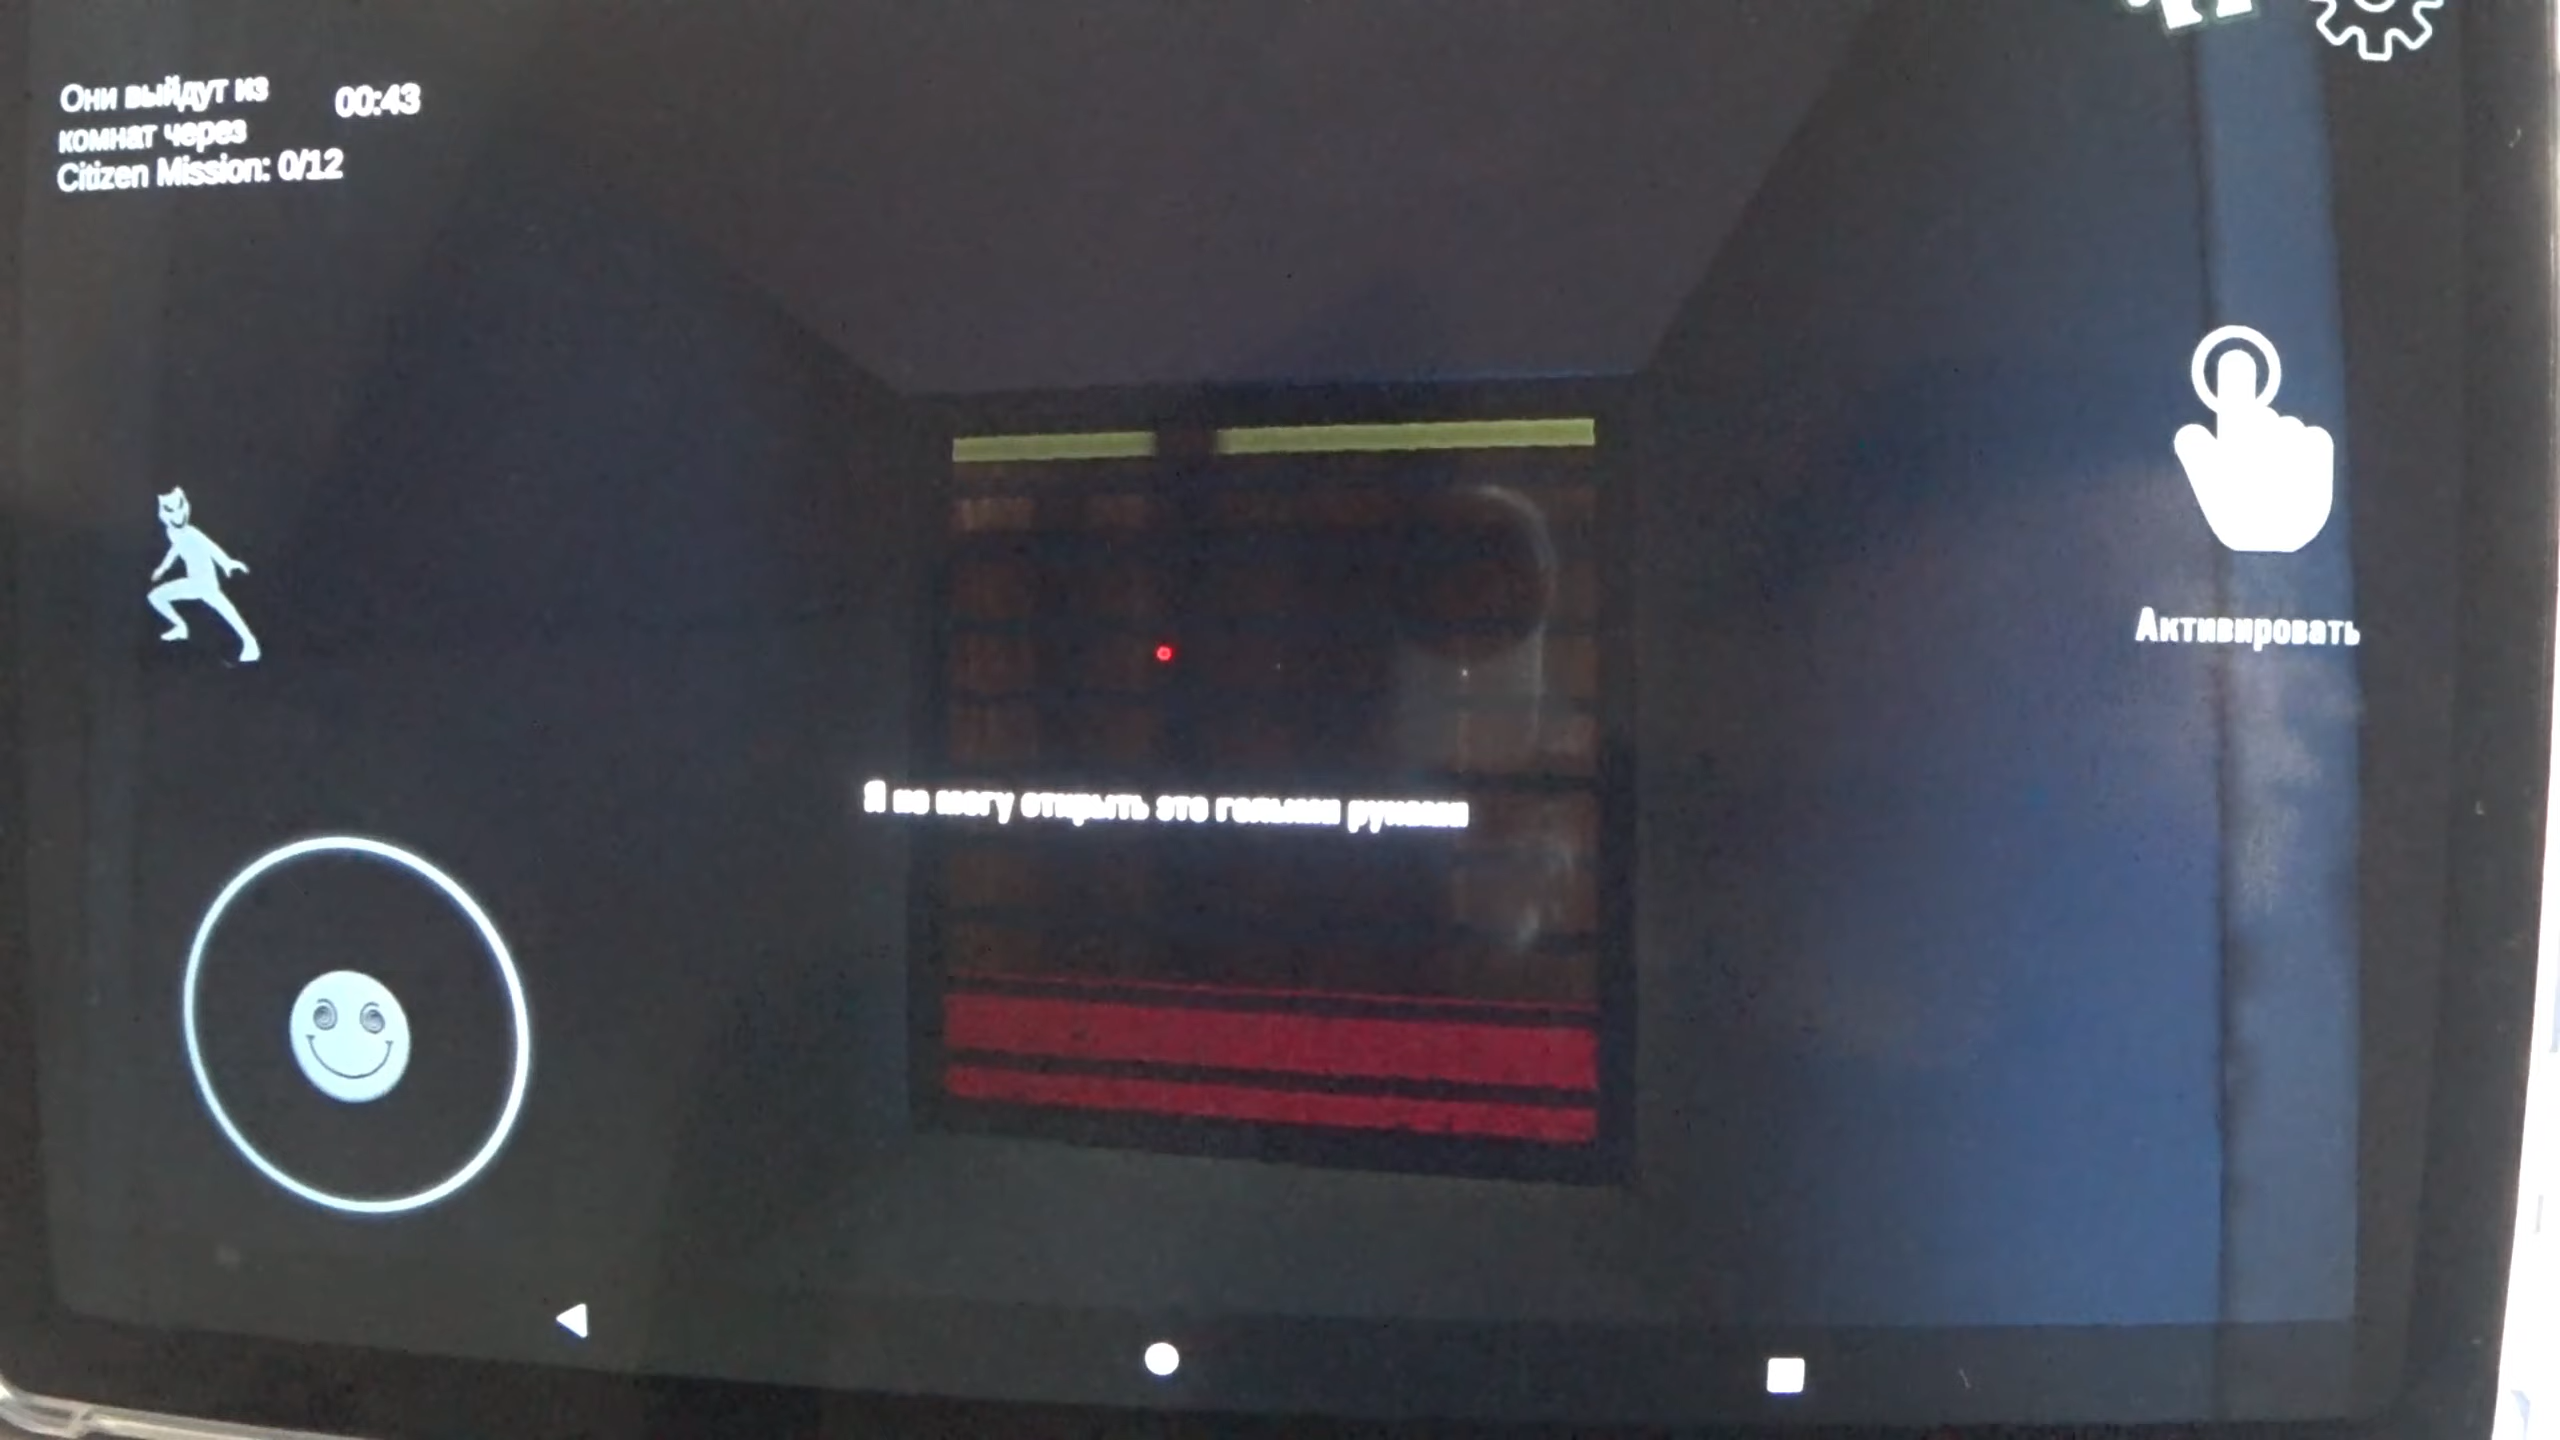 Они выйдут из
комнат через
00:43
Citizen Mission: 0/12
Активировать
Я не могу открыть это голыми руками